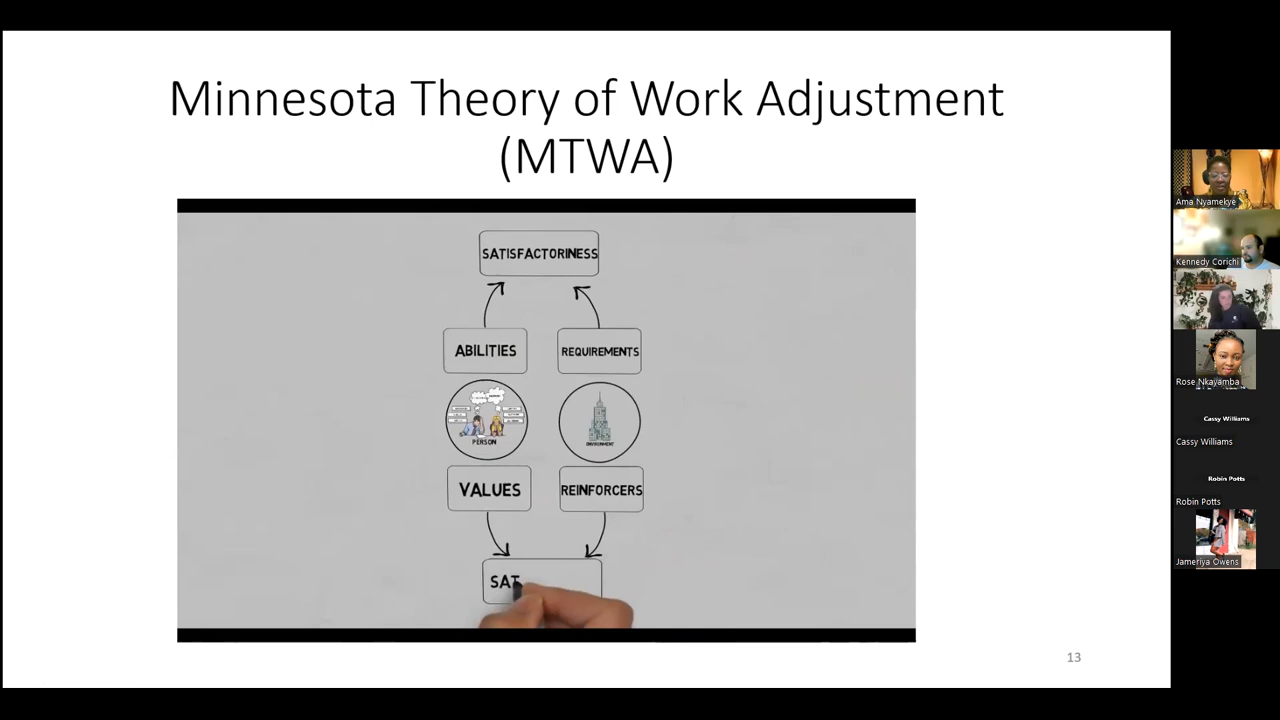 Minnesota Theory of Work Adjustment
(MTWA)
SATISFACTORINESS
ABILITIES
REQUIREMENTS
PERSON
ENVIRONMENT
VALUES
REINFORCERS
SAT
13
Ama Nyamekye
Kennedy Corichi
Rose Nkayamba
Cassy Williams
Cassy Williams
Robin Potts
Robin Potts
Jameriya Owens